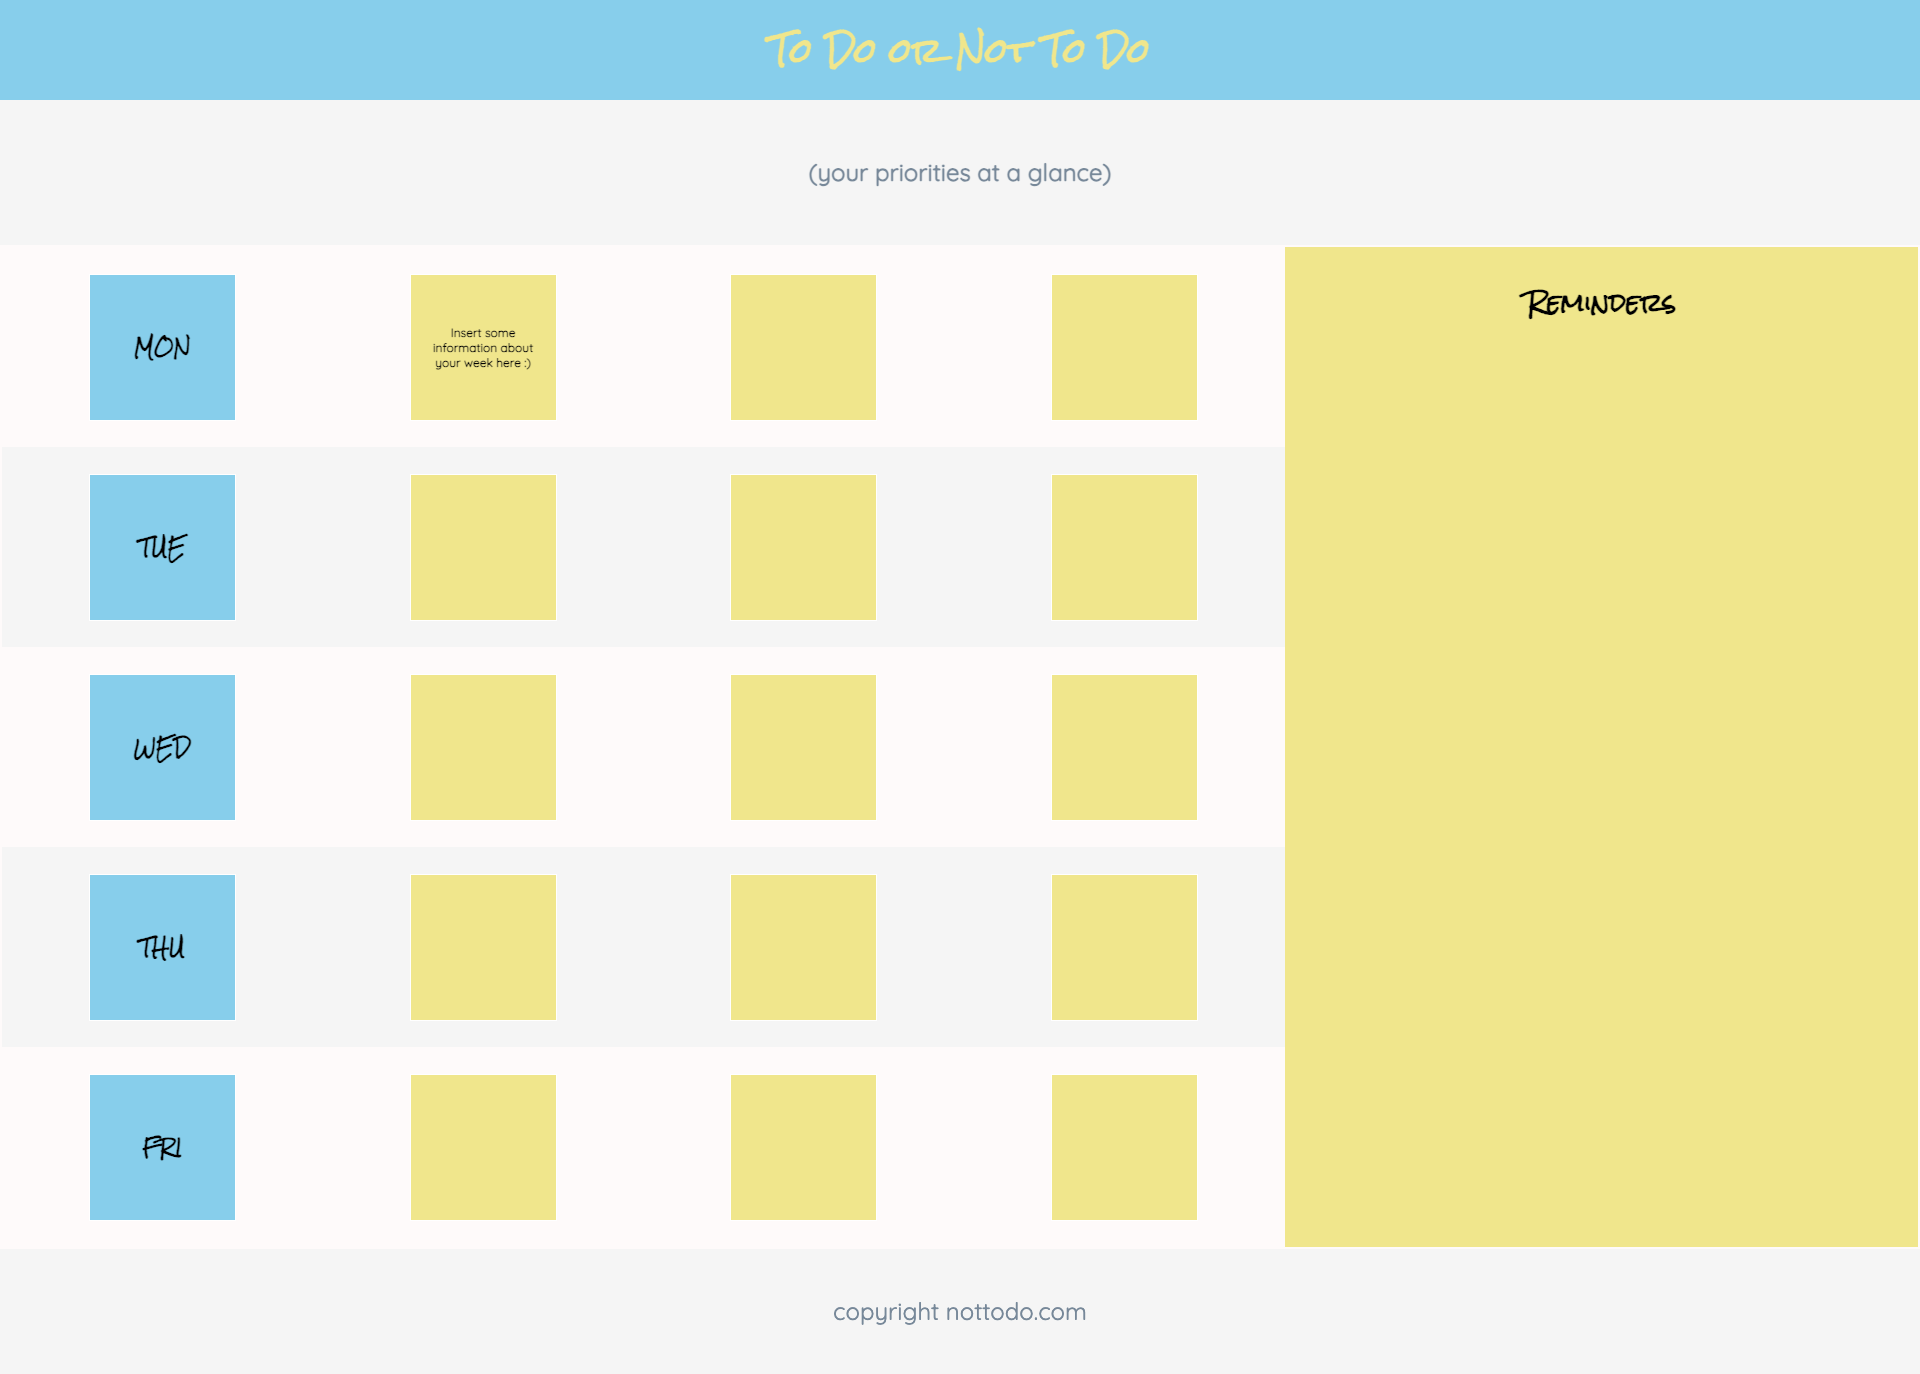 To Do or Not To Do
(your priorities at a glance)
MON
Insert some
information about
your week here :)
Reminders
TUE
WED
THU
FRI
copyright nottodo.com